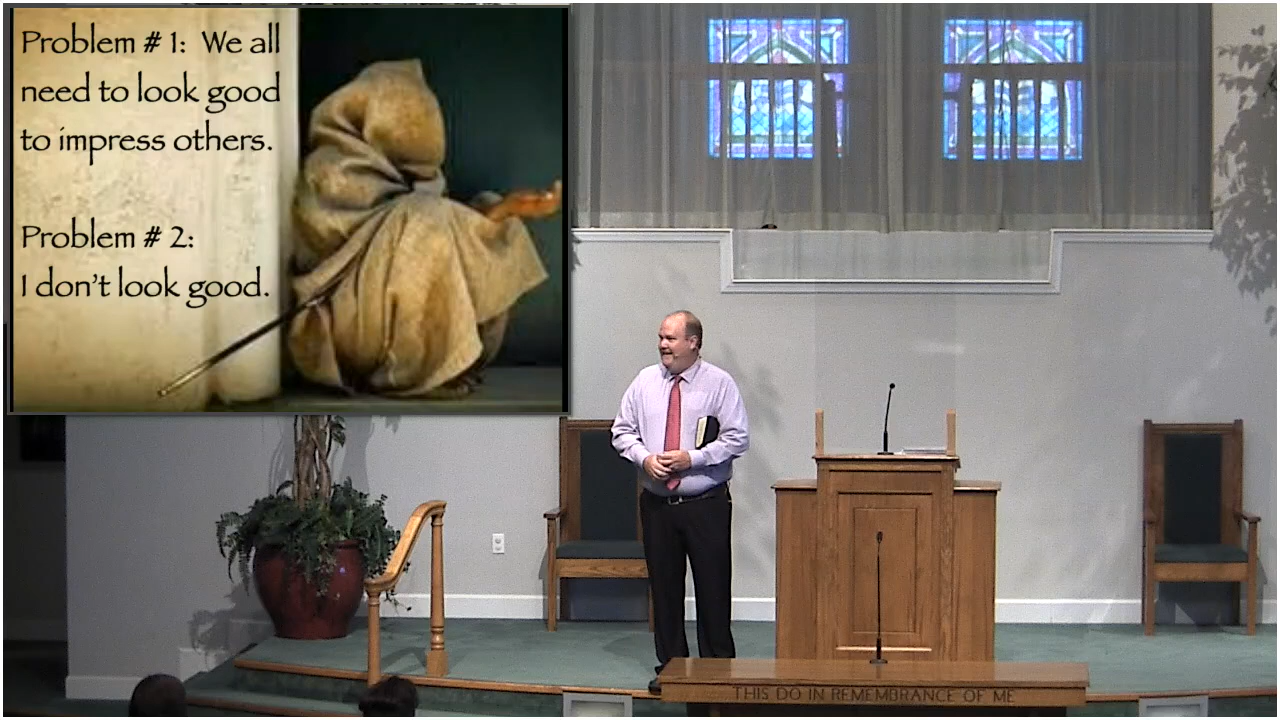 Problem # 1:  We all
need to look good
to impress others.
Problem # 2:
I don't look good.
THIS DO IN REMEMBRANCE OF ME